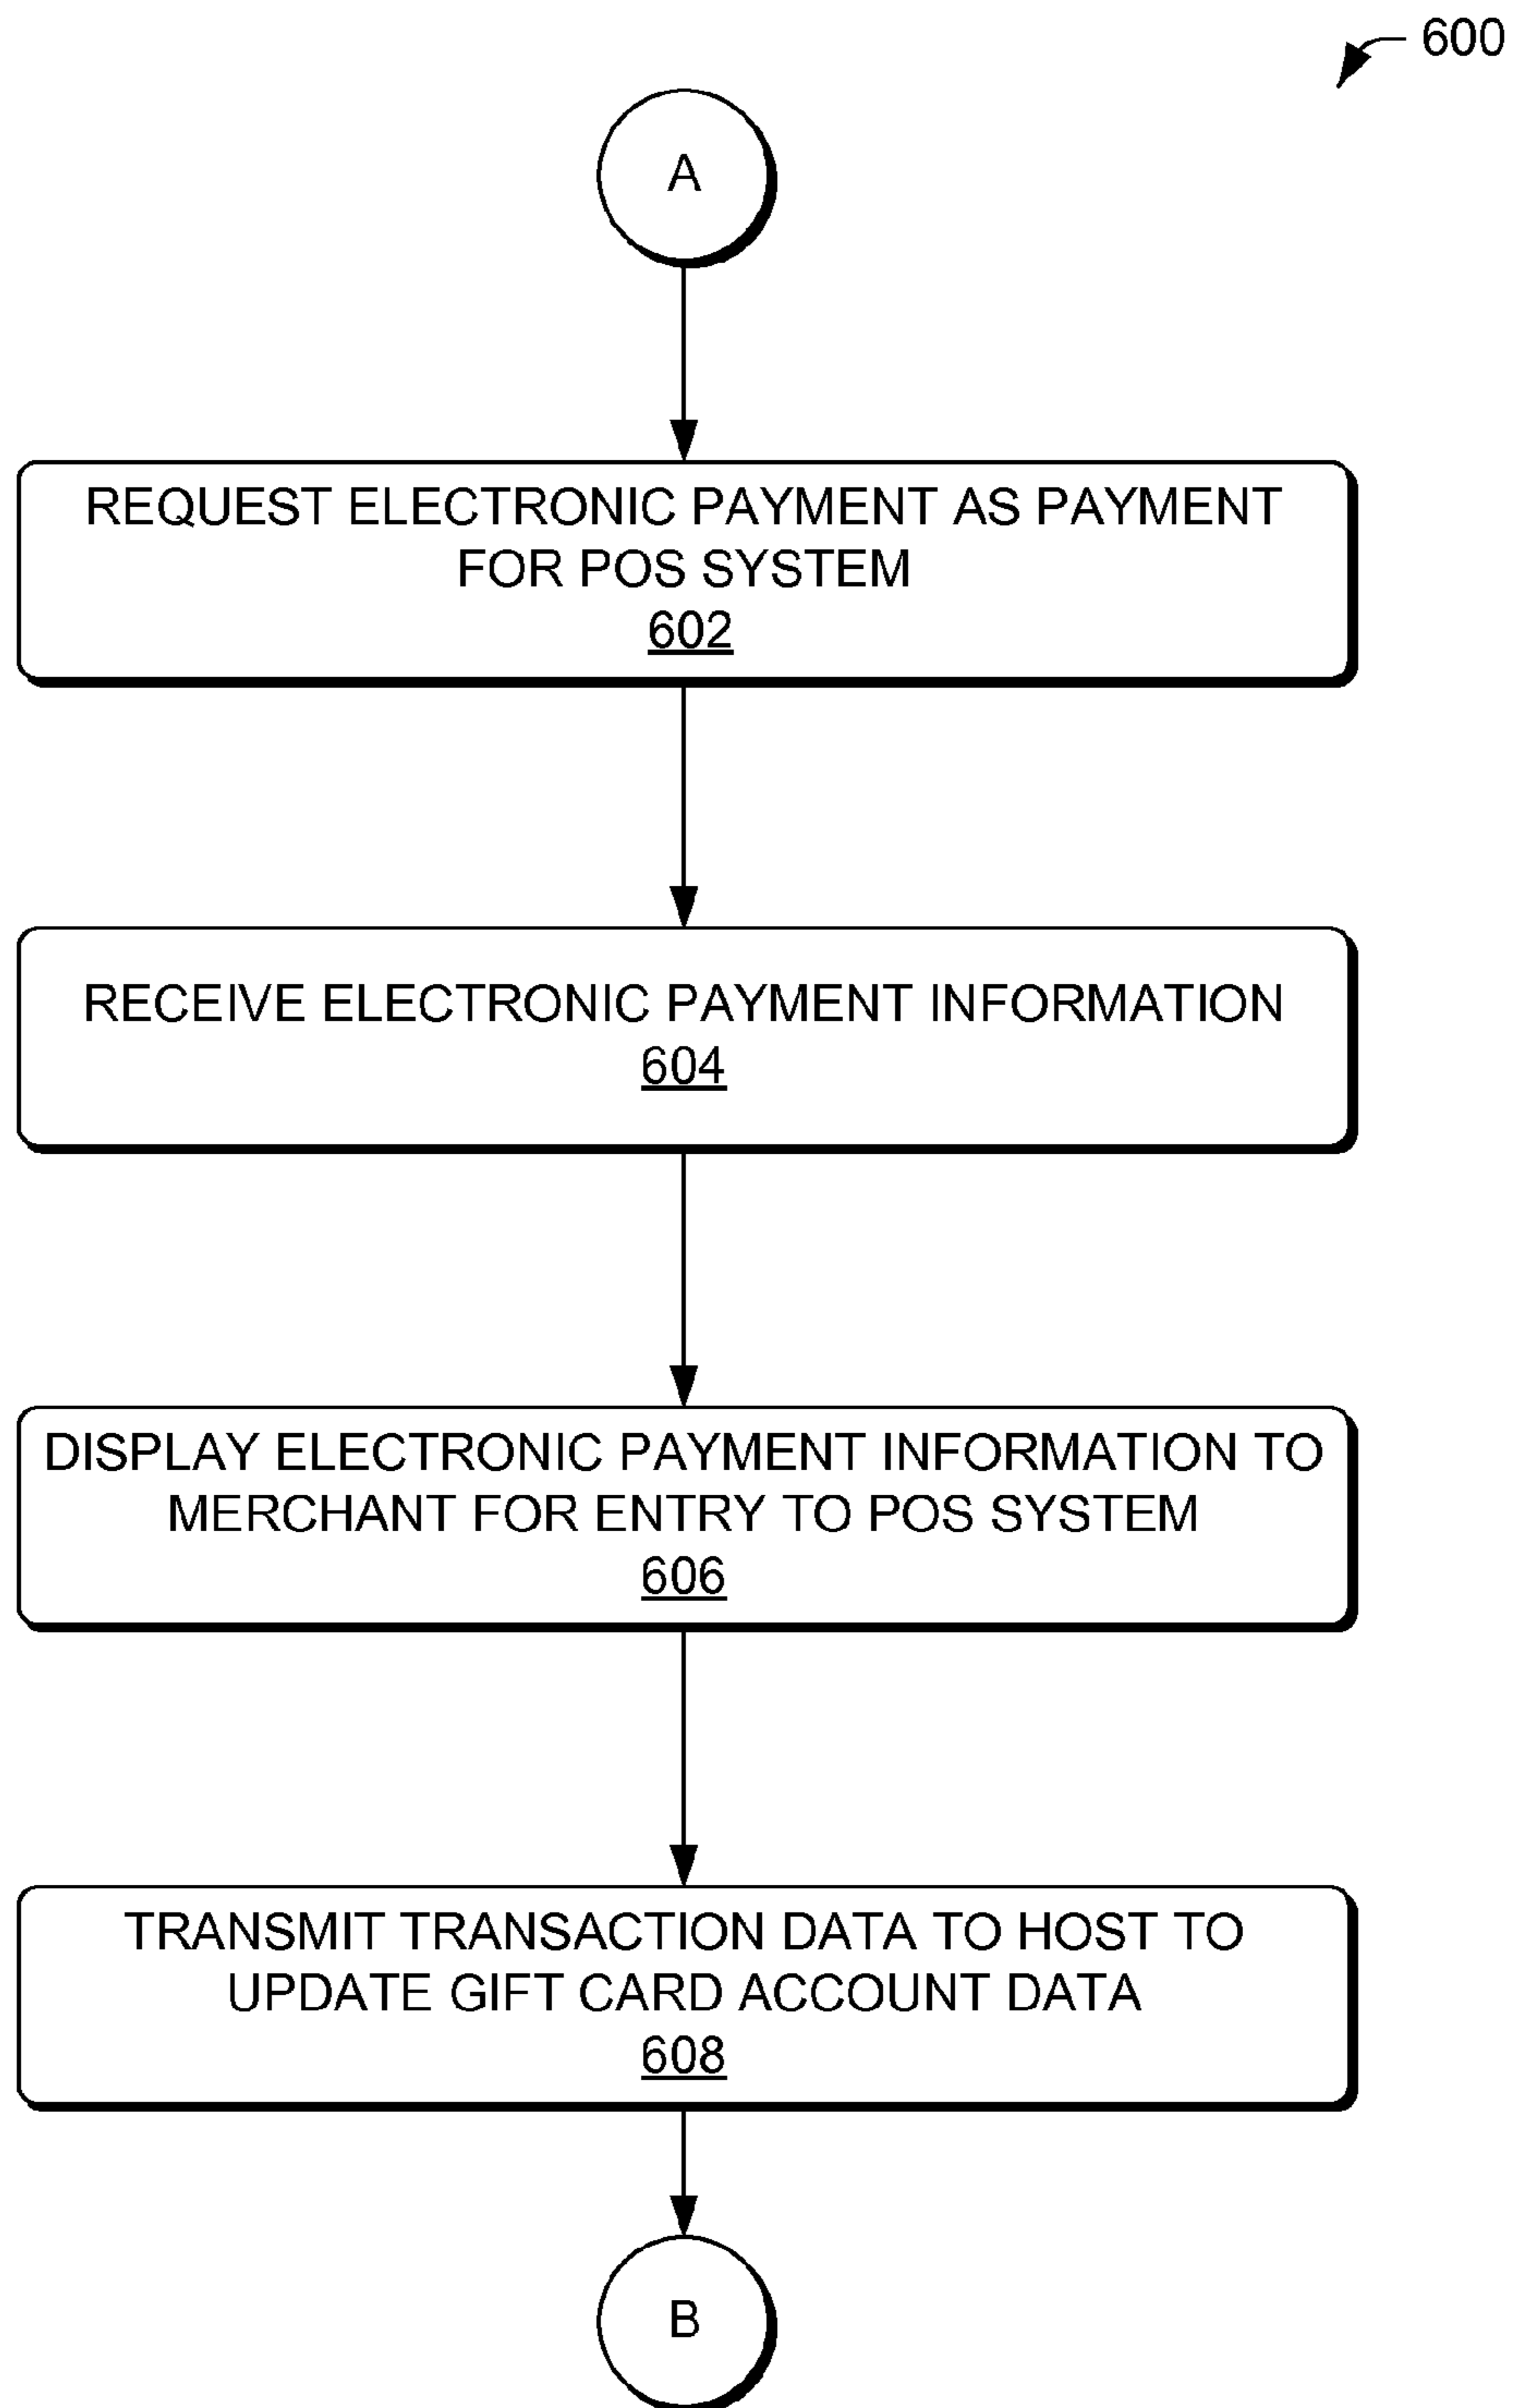 600
A
REQUEST ELECTRONIC PAYMENT AS PAYMENT
FOR POS SYSTEM
602
RECEIVE ELECTRONIC PAYMENT INFORMATION
604
DISPLAY ELECTRONIC PAYMENT INFORMATION TO
MERCHANT FOR ENTRY TO POS SYSTEM
606
TRANSMIT TRANSACTION DATA TO HOST TO
UPDATE GIFT CARD ACCOUNT DATA
608
B